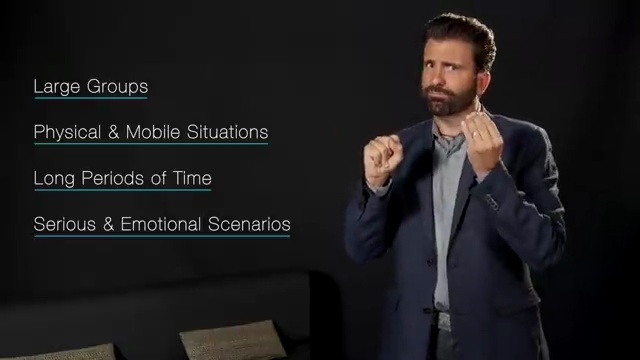 Large Groups
Physical & Mobile Situations
Long Periods of Time
Serious & Emotional Scenarios